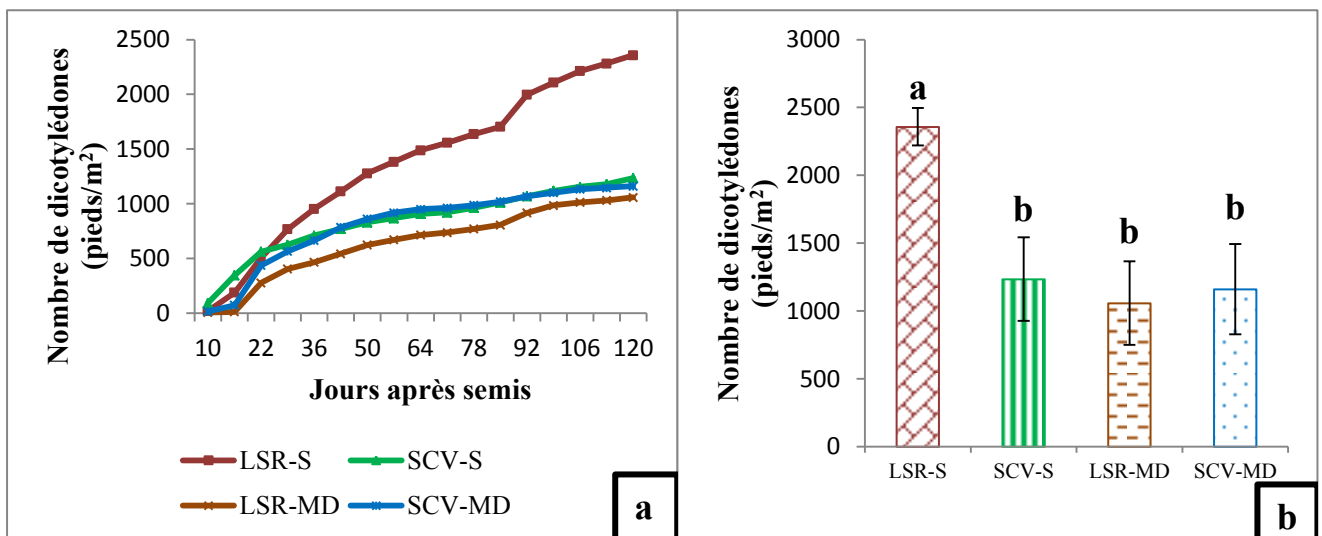 Nombre de dicotylédones
(pieds/m²)
2500
2000
1500
1000
500
0
10 22 36 50 64 78 92 106 120
Jours après semis
LSR-S SCV-S
LSR-MD SCV-MD
a
Nombre de dicotylédones
(pieds/m²)
3000
2500
2000
1500
1000
500
0
a
b
b
b
LSR-S SCV-S LSR-MD SCV-MD
b